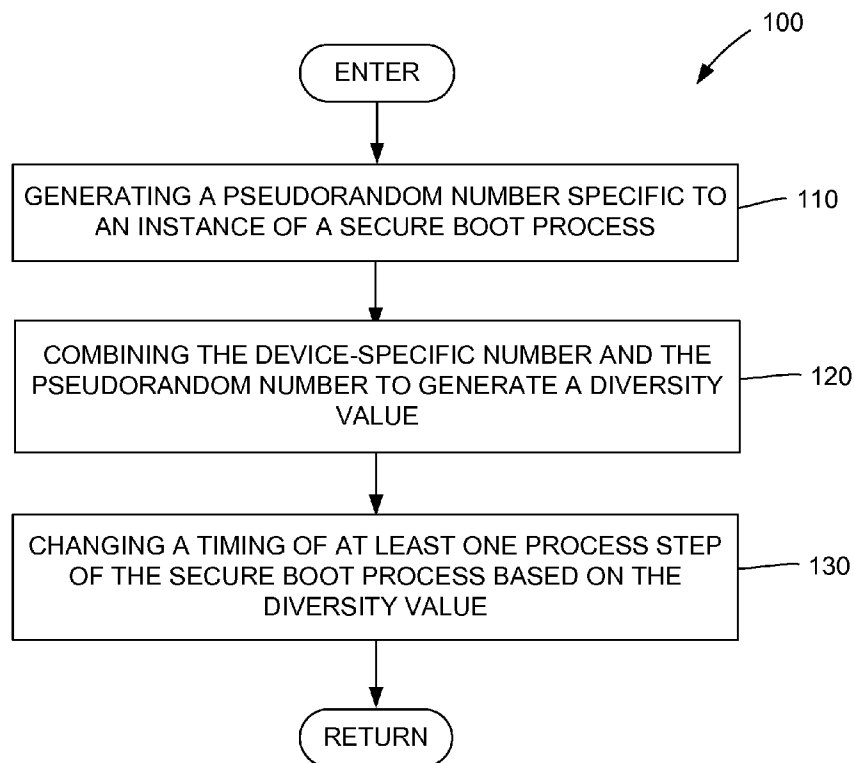 100
ENTER
GENERATING A PSEUDORANDOM NUMBER SPECIFIC TO
AN INSTANCE OF A SECURE BOOT PROCESS
110
COMBINING THE DEVICE-SPECIFIC NUMBER AND THE
PSEUDORANDOM NUMBER TO GENERATE A DIVERSITY
VALUE
120
CHANGING A TIMING OF AT LEAST ONE PROCESS STEP
OF THE SECURE BOOT PROCESS BASED ON THE
DIVERSITY VALUE
130
RETURN